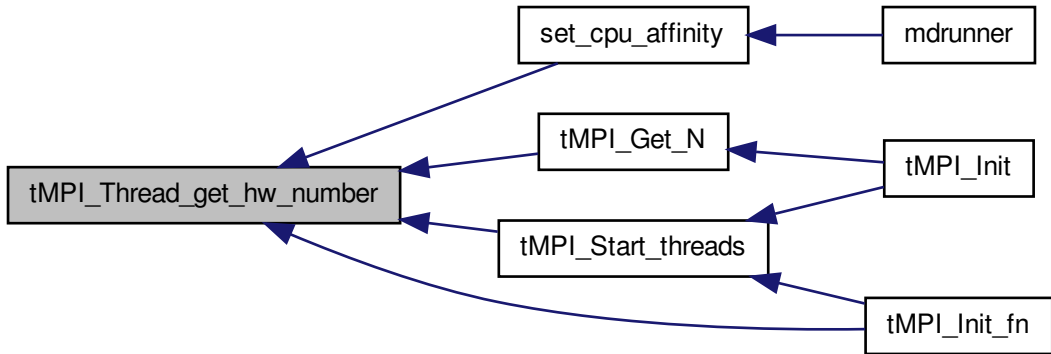 set_cpu_affinity
mdrunner
tMPI_Get_N
tMPI_Init
tMPI_Thread_get_hw_number
tMPI_Start_threads
tMPI_Init_fn